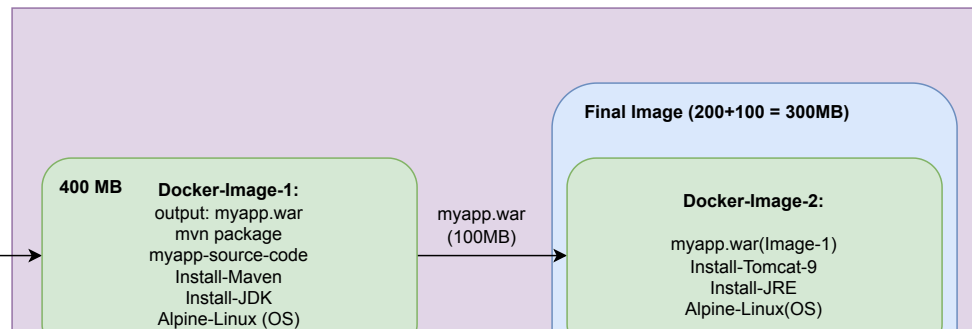 Final Image (200+100 = 300MB)
400 MB
Docker-Image-1:
output: myapp.war
mvn package
myapp-source-code
Install-Maven
Install-JDK
Alpine-Linux (OS)
myapp.war
(100MB)
Docker-Image-2:
myapp.war(Image-1)
Install-Tomcat-9
Install-JRE
Alpine-Linux(OS)